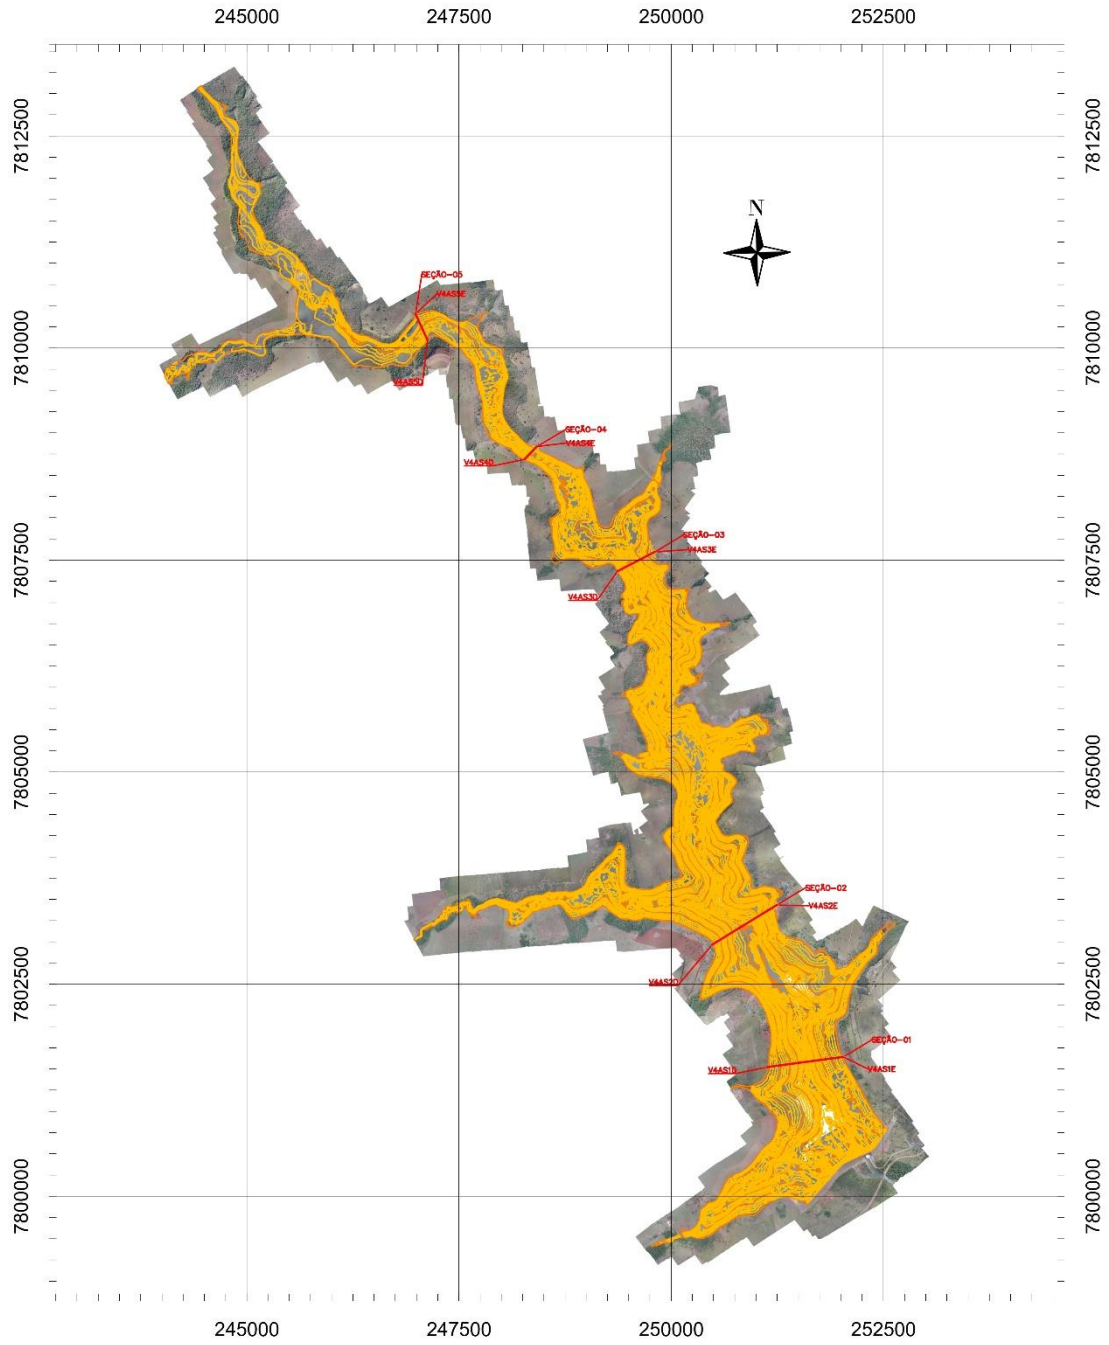 245000 247500 250000 252500
7812500 7812500
N
SEÇÃO-05
V4AS5E
7810000 7810000
V4AS5D
SEÇÃO-04
V4AS4E
V4AS4D
SEÇÃO-03
7807500 7807500
V4AS3E
V4AS3D
7805000 7805000
SEÇÃO-02
V4AS2E
7802500 7802500
V4AS2D
SEÇÃO-01
V4AS1D
V4AS1E
7800000 7800000
245000 247500 250000 252500